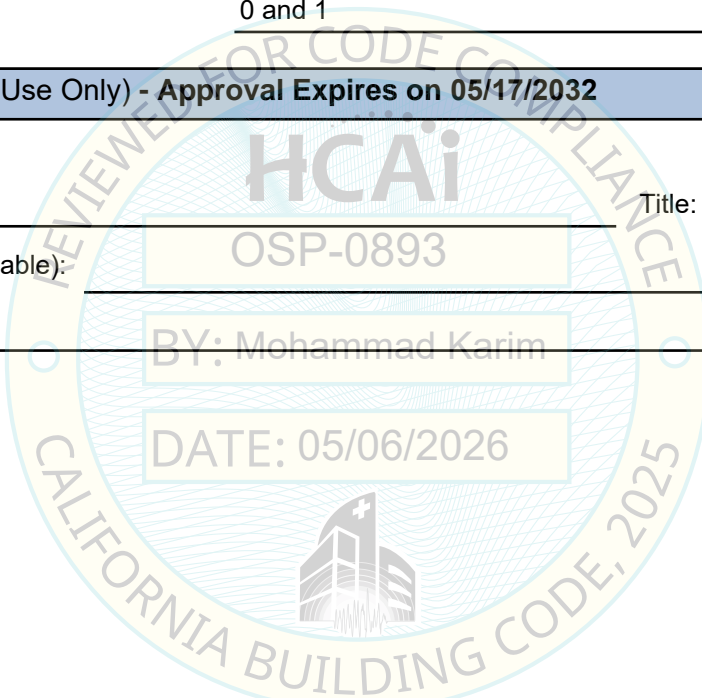 0 and 1
Use Only) - Approval Expires on 05/17/2032
REVIEWED FOR CODE COMPLIANCE
HCAi
Title:
OSP-0893
able):
BY: Mohammad Karim
DATE: 05/06/2026
CALIFORNIA BUILDING CODE, 2025